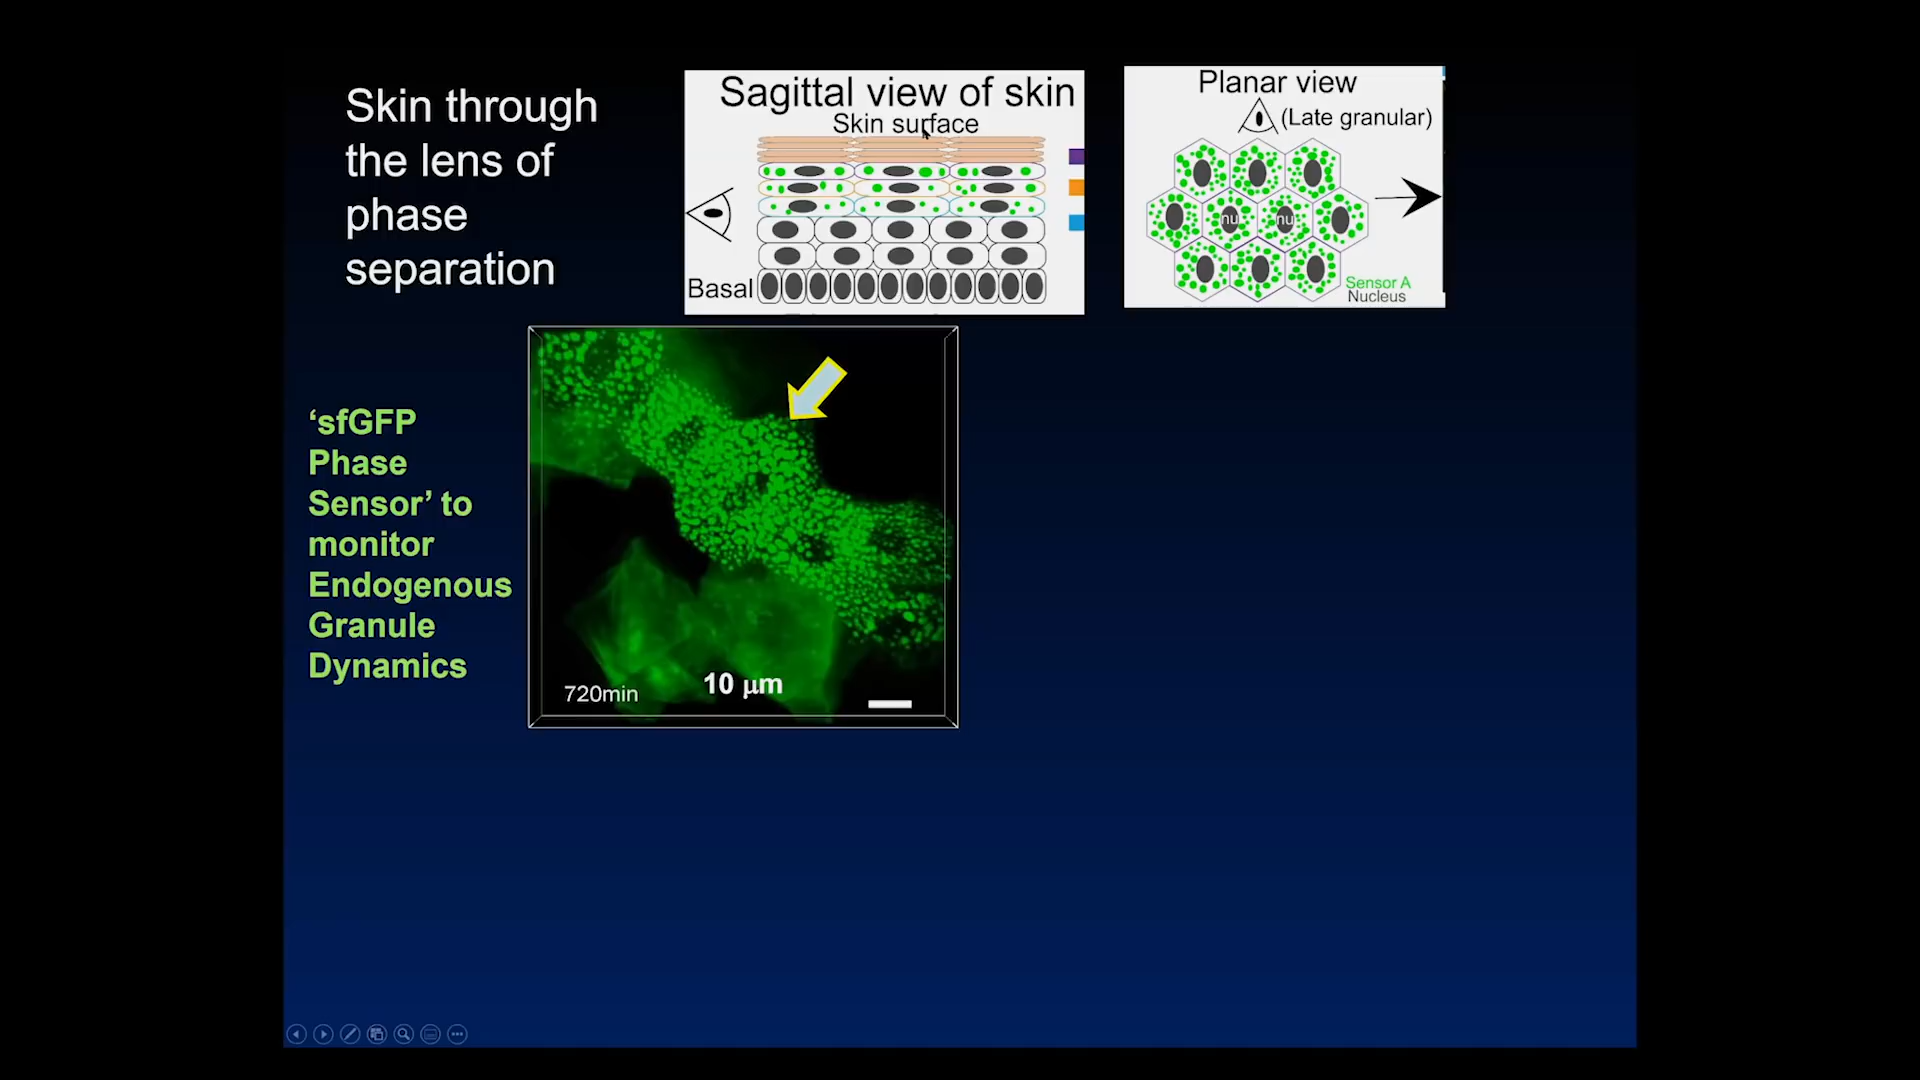 Skin through
the lens of
phase
separation
Sagittal view of skin
Skin surface
Basal
Planar view
(Late granular)
nu
nu
Sensor A
Nucleus
‘sfGFP
Phase
Sensor’ to
monitor
Endogenous
Granule
Dynamics
720min
10 μm